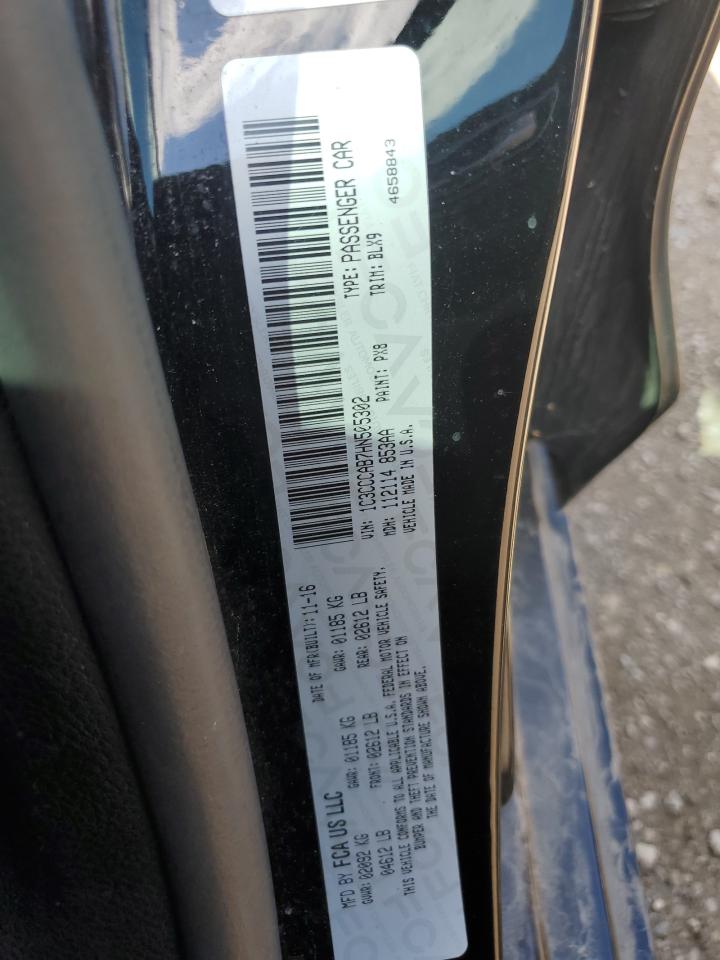 MFD BY FCA US LLC
DATE OF MFR(BUILT): 11-16
GVWR: 02092 KG
GAWR: 01185 KG
GAWR: 01185 KG
04612 LB
FRONT: 02612 LB
REAR: 02612 LB
THIS VEHICLE CONFORMS TO ALL APPLICABLE U.S.A. FEDERAL MOTOR VEHICLE SAFETY,
BUMPER AND THEFT PREVENTION STANDARDS IN EFFECT ON
THE DATE OF MANUFACTURE SHOWN ABOVE.
VIN: 1C3CCCAB7HN505302
TYPE: PASSENGER CAR
MDH: 112114 853AA
PAINT: PX8
TRIM: BLX9
VEHICLE MADE IN U.S.A.
4658843